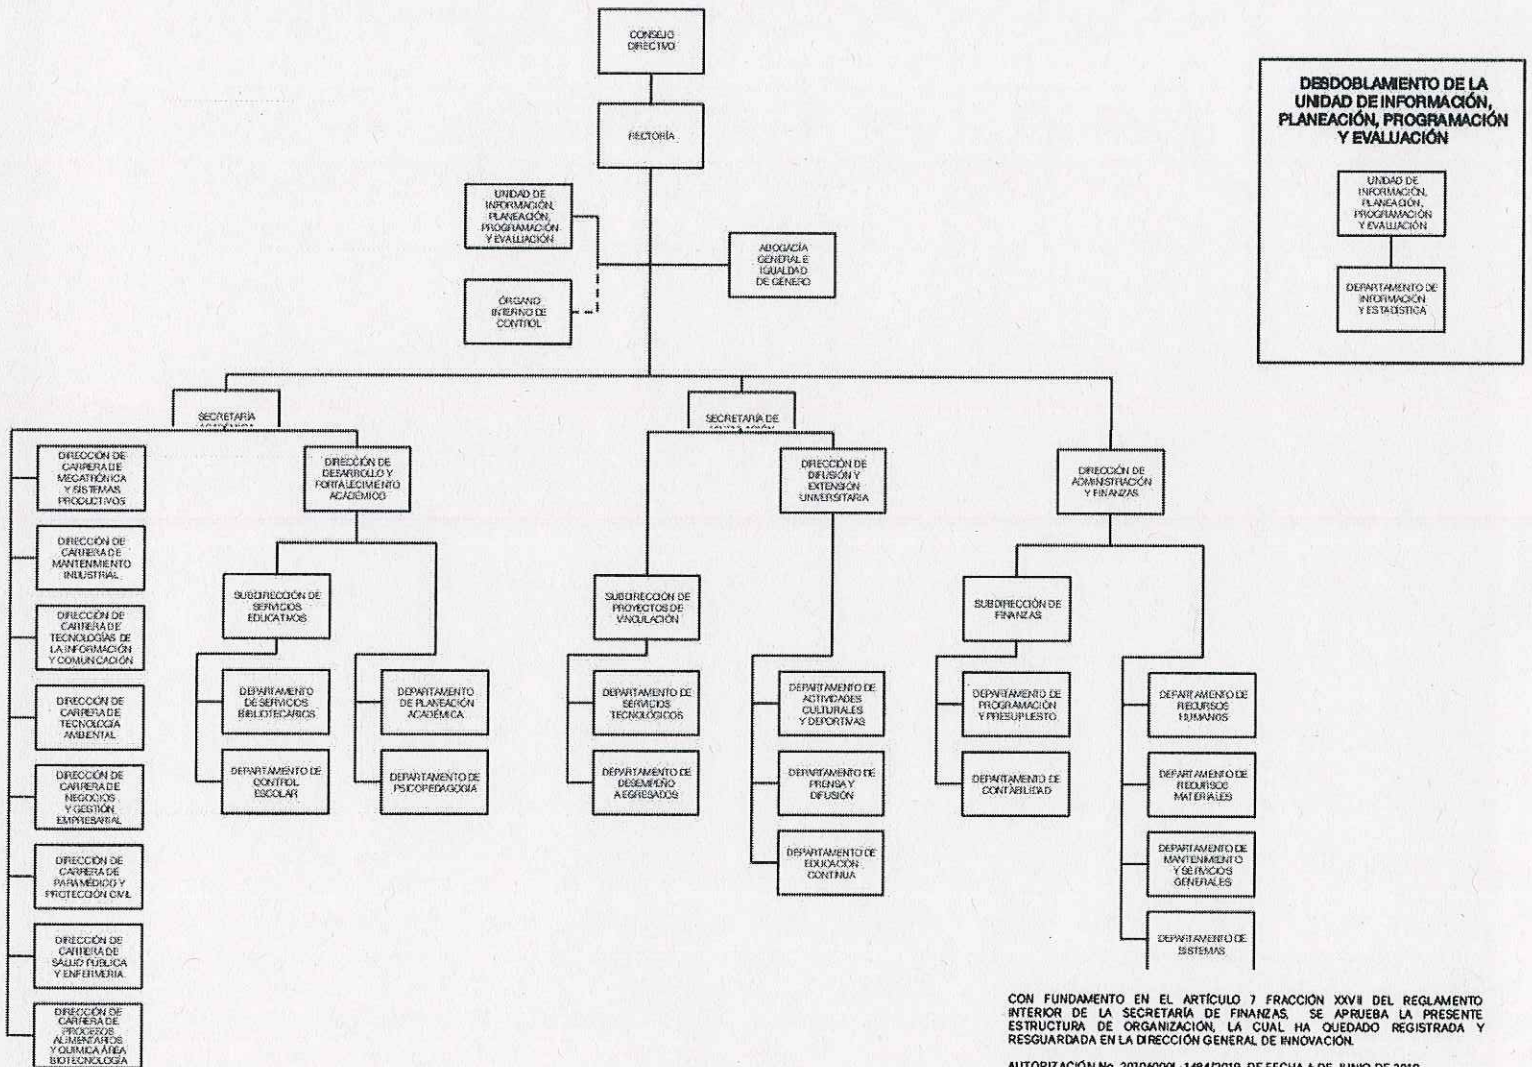 CONSEJO
DIRECTIVO
RECTORÍA
UNIDAD DE
INFORMACIÓN,
PLANEACIÓN,
PROGRAMACIÓN
Y EVALUACIÓN
ABOGACÍA
GENERAL E
IGUALDAD
DE GÉNERO
ÓRGANO
INTERNO DE
CONTROL
DESDOBLAMIENTO DE LA
UNIDAD DE INFORMACIÓN,
PLANEACIÓN, PROGRAMACIÓN
Y EVALUACIÓN
UNIDAD DE
INFORMACIÓN,
PLANEACIÓN,
PROGRAMACIÓN
Y EVALUACIÓN
DEPARTAMENTO DE
INFORMACIÓN
Y ESTADÍSTICA
SECRETARÍA
DIRECCIÓN DE
CARRERA DE
MECATRÓNICA
Y SISTEMAS
PRODUCTIVOS
DIRECCIÓN DE
CARRERA DE
MANTENIMIENTO
INDUSTRIAL
DIRECCIÓN DE
CARRERA DE
TECNOLOGÍAS DE
LA INFORMACIÓN
Y COMUNICACIÓN
DIRECCIÓN DE
CARRERA DE
TECNOLOGÍA
AMBIENTAL
DIRECCIÓN DE
CARRERA DE
NEGOCIOS
Y GESTIÓN
EMPRESARIAL
DIRECCIÓN DE
CARRERA DE
PARAMÉDICO Y
PROTECCIÓN CIVIL
DIRECCIÓN DE
CARRERA DE
SALUD PÚBLICA
Y ENFERMERÍA
DIRECCIÓN DE
CARRERA DE
PROCESOS
ALIMENTARIOS
Y QUÍMICA ÁREA
BIOTECNOLOGÍA
DIRECCIÓN DE
DESARROLLO Y
FORTALECIMIENTO
ACADÉMICO
SUBDIRECCIÓN DE
SERVICIOS
EDUCATIVOS
DEPARTAMENTO
DE SERVICIOS
BIBLIOTECARIOS
DEPARTAMENTO DE
CONTROL
ESCOLAR
DEPARTAMENTO
DE PLANEACIÓN
ACADÉMICA
DEPARTAMENTO DE
PSICOPEDAGOGÍA
SECRETARÍA DE
SUBDIRECCIÓN DE
PROYECTOS DE
VINCULACIÓN
DEPARTAMENTO DE
SERVICIOS
TECNOLÓGICOS
DEPARTAMENTO DE
DESEMPEÑO
A EGRESADOS
DIRECCIÓN DE
DIFUSIÓN Y
EXTENSIÓN
UNIVERSITARIA
DEPARTAMENTO DE
ACTIVIDADES
CULTURALES
Y DEPORTIVAS
DEPARTAMENTO DE
PRENSA Y
DIFUSIÓN
DEPARTAMENTO DE
EDUCACIÓN
CONTINUA
DIRECCIÓN DE
ADMINISTRACIÓN
Y FINANZAS
SUBDIRECCIÓN DE
FINANZAS
DEPARTAMENTO DE
PROGRAMACIÓN
Y PRESUPUESTO
DEPARTAMENTO DE
CONTABILIDAD
DEPARTAMENTO DE
RECURSOS
HUMANOS
DEPARTAMENTO DE
RECURSOS
MATERIALES
DEPARTAMENTO DE
MANTENIMIENTO
Y SERVICIOS
GENERALES
DEPARTAMENTO DE
SISTEMAS
CON FUNDAMENTO EN EL ARTÍCULO 7 FRACCIÓN XXVII DEL REGLAMENTO
INTERIOR DE LA SECRETARÍA DE FINANZAS, SE APRUEBA LA PRESENTE
ESTRUCTURA DE ORGANIZACIÓN, LA CUAL HA QUEDADO REGISTRADA Y
RESGUARDADA EN LA DIRECCIÓN GENERAL DE INNOVACIÓN.